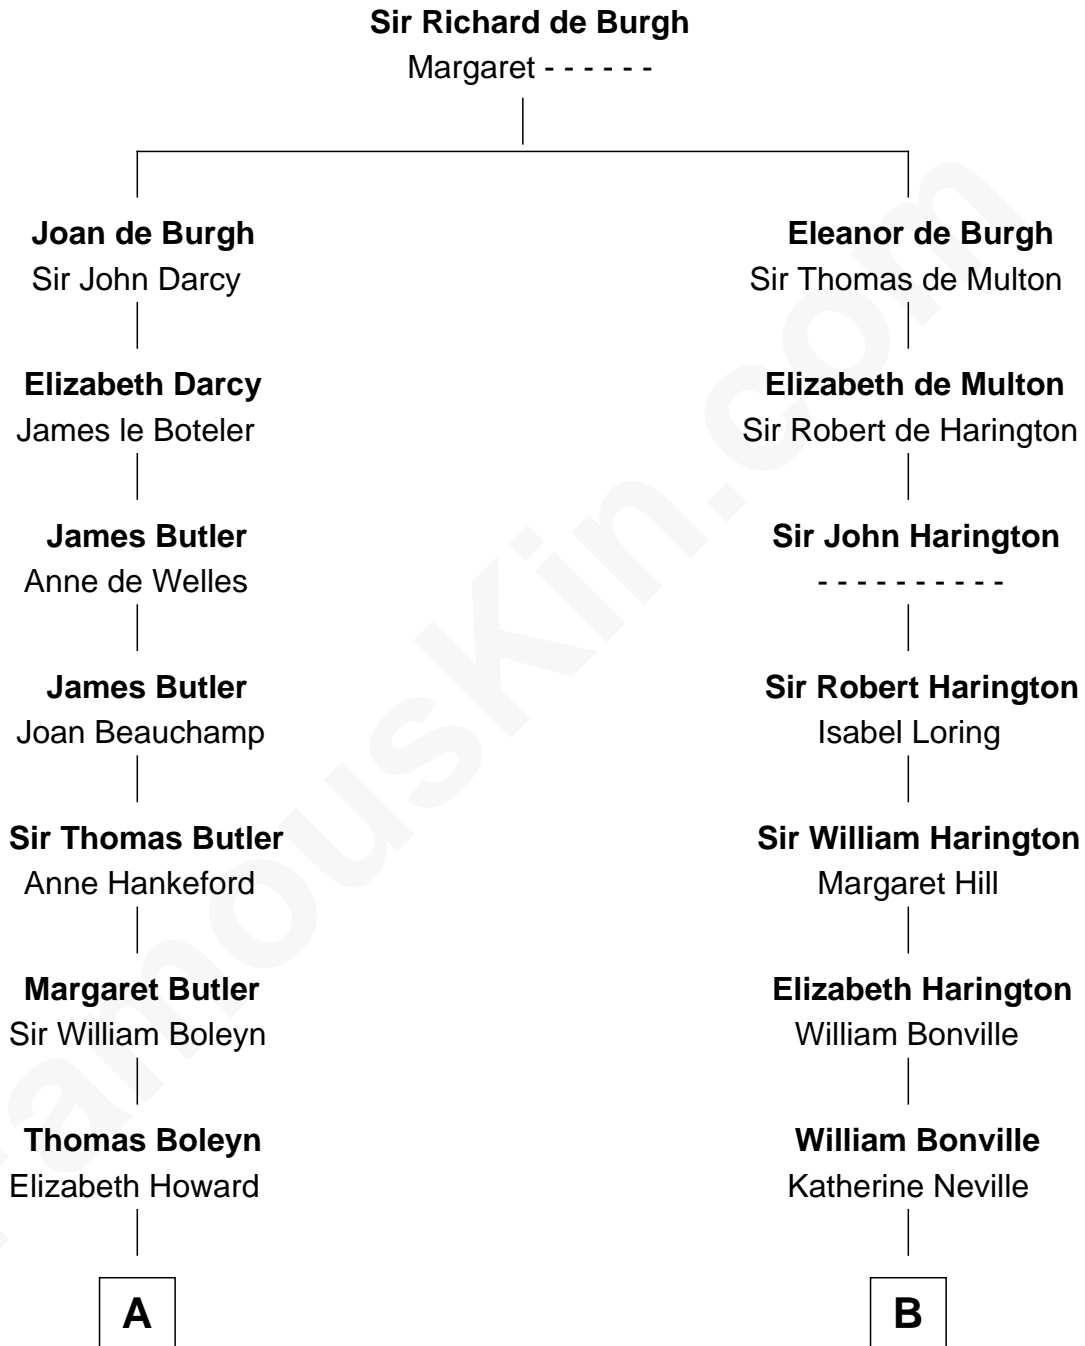 Sir Richard de Burgh
Margaret - - - - - -
Joan de Burgh
Sir John Darcy
Eleanor de Burgh
Sir Thomas de Multon
Elizabeth Darcy
James le Boteler
Elizabeth de Multon
Sir Robert de Harington
James Butler
Anne de Welles
Sir John Harington
- - - - - - - - - -
James Butler
Joan Beauchamp
Sir Robert Harington
Isabel Loring
Sir Thomas Butler
Anne Hankeford
Sir William Harington
Margaret Hill
Margaret Butler
Sir William Boleyn
Elizabeth Harington
William Bonville
Thomas Boleyn
Elizabeth Howard
William Bonville
Katherine Neville
A
B
FamousKin.com